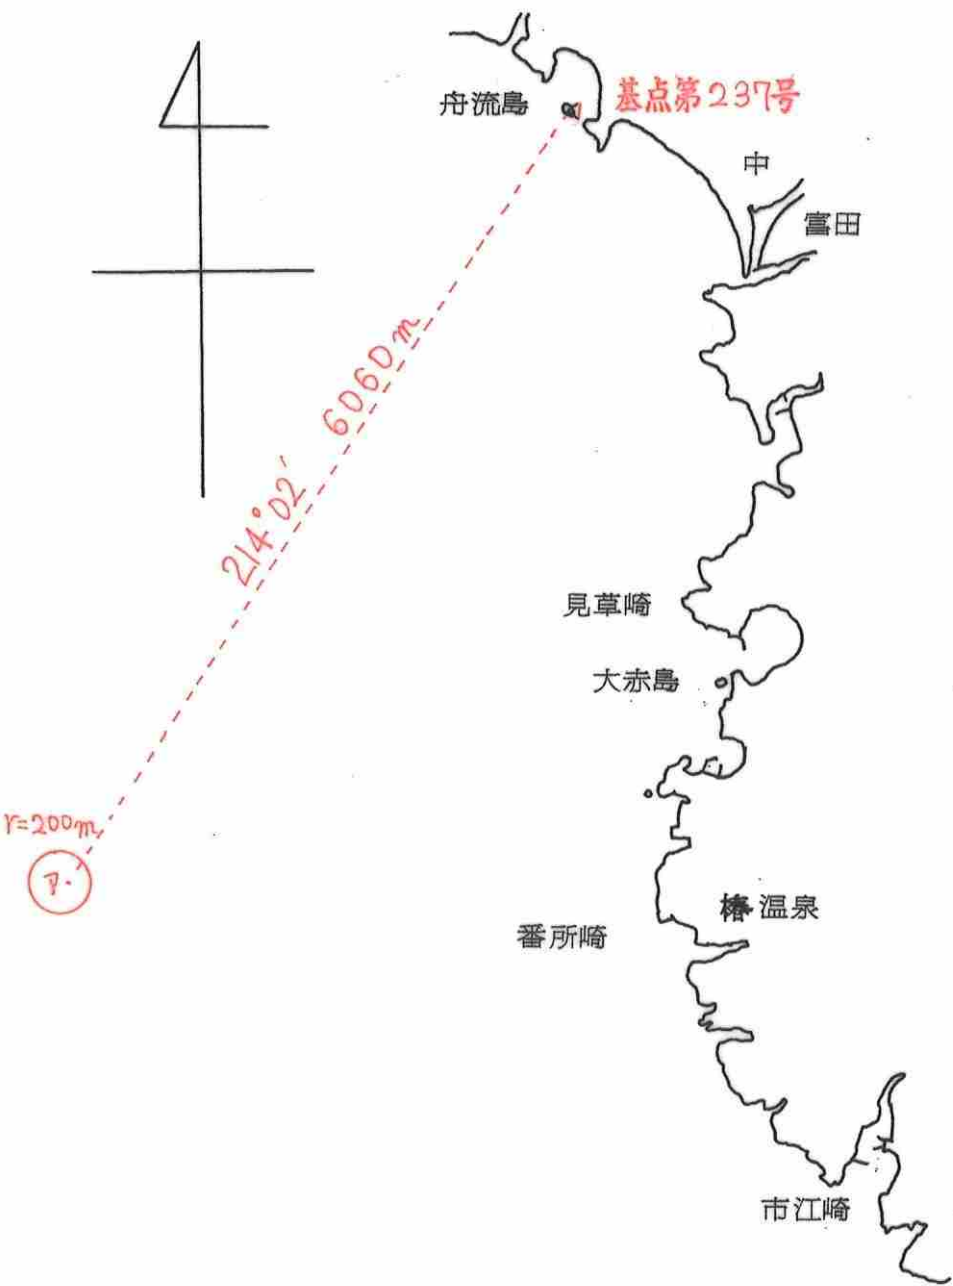 舟流島
基点第237号
中
富田
6060m
214°02′
見草崎
大赤島
r=200m
ア.
椿温泉
番所崎
市江崎